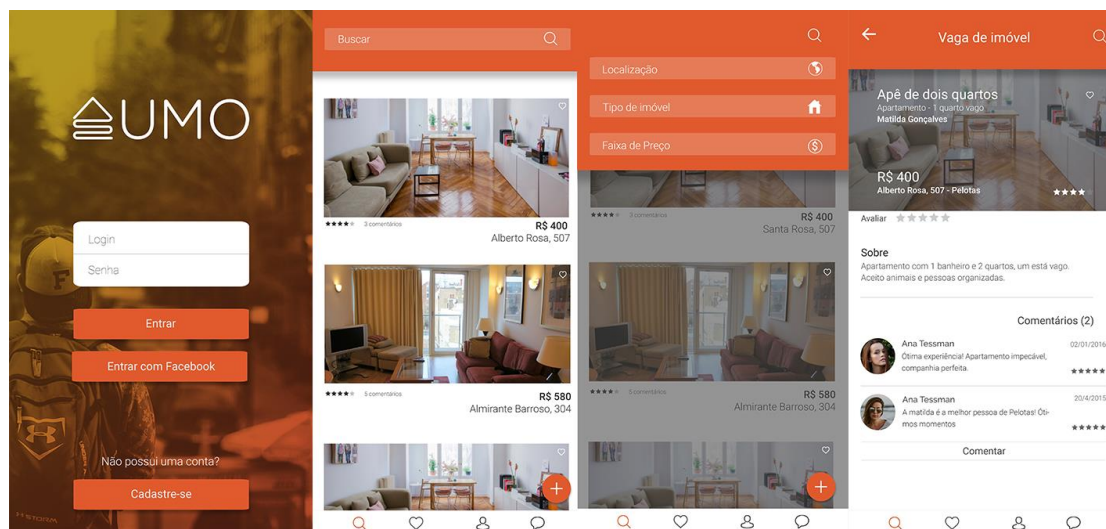 UMO
Login
Senha
Entrar
Entrar com Facebook
Não possui uma conta?
Cadastre-se
Buscar
3 comentários
R$ 400
Alberto Rosa, 507
5 comentários
R$ 580
Almirante Barroso, 304
Localização
Tipo de imóvel
Faixa de Preço
3 comentários
R$ 400
Santa Rosa, 507
5 comentários
R$ 580
Almirante Barroso, 304
Vaga de imóvel
Apê de dois quartos
Apartamento - 1 quarto vago
Matilda Gonçalves
R$ 400
Alberto Rosa, 507 - Pelotas
Avaliar
Sobre
Apartamento com 1 banheiro e 2 quartos, um está vago.
Aceito animais e pessoas organizadas.
Comentários (2)
Ana Tessman
02/01/2016
Ótima experiência! Apartamento impecável,
companhia perfeita.
Ana Tessman
20/4/2015
A matilda é a melhor pessoa de Pelotas! Óti-
mos momentos
Comentar